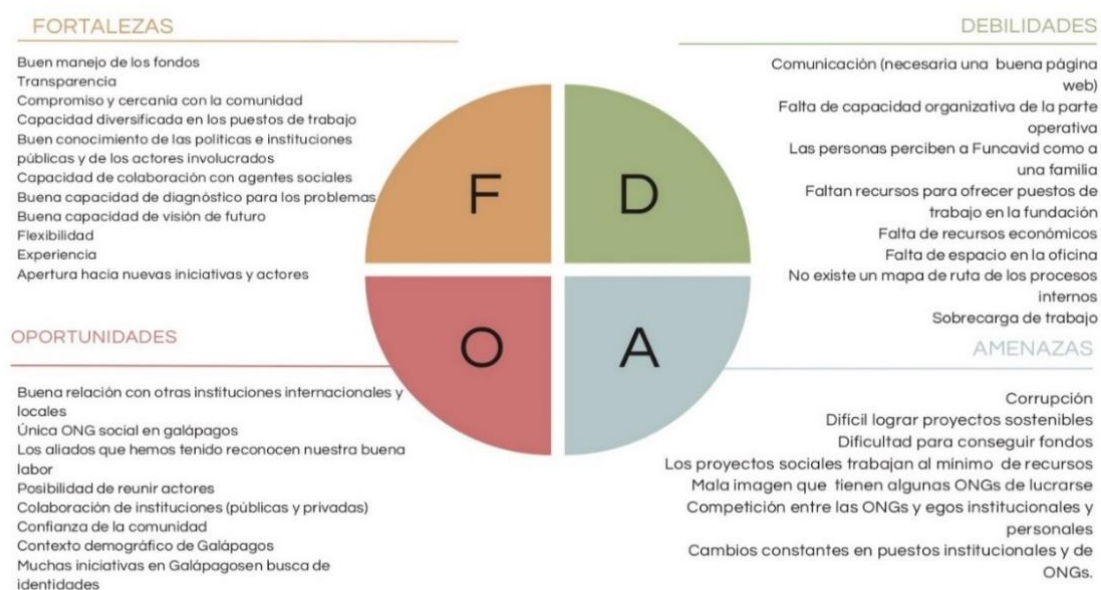 FORTALEZAS
Buen manejo de los fondos
Transparencia
Compromiso y cercanía con la comunidad
Capacidad diversificada en los puestos de trabajo
Buen conocimiento de las políticas e instituciones
públicas y de los actores involucrados
Capacidad de colaboración con agentes sociales
Buena capacidad de diagnóstico para los problemas
Buena capacidad de visión de futuro
Flexibilidad
Experiencia
Apertura hacia nuevas iniciativas y actores
DEBILIDADES
Comunicación (necesaria una buena página
web)
Falta de capacidad organizativa de la parte
operativa
Las personas perciben a Funcavid como a
una familia
Faltan recursos para ofrecer puestos de
trabajo en la fundación
Falta de recursos económicos
Falta de espacio en la oficina
No existe un mapa de ruta de los procesos
internos
Sobrecarga de trabajo
F
D
O
A
OPORTUNIDADES
Buena relación con otras instituciones internacionales y
locales
Única ONG social en galápagos
Los aliados que hemos tenido reconocen nuestra buena
labor
Posibilidad de reunir actores
Colaboración de instituciones (públicas y privadas)
Confianza de la comunidad
Contexto demográfico de Galápagos
Muchas iniciativas en Galápagosen busca de
identidades
AMENAZAS
Corrupción
Difícil lograr proyectos sostenibles
Dificultad para conseguir fondos
Los proyectos sociales trabajan al mínimo de recursos
Mala imagen que tienen algunas ONGs de lucrarse
Competición entre las ONGs y egos institucionales y
personales
Cambios constantes en puestos institucionales y de
ONGs.